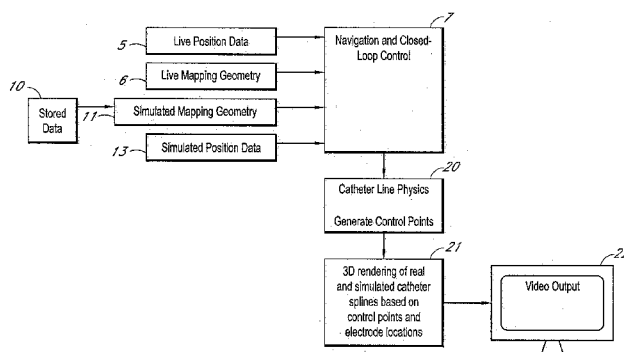 7
5
Live Position Data
Navigation and Closed-
Loop Control
6
Live Mapping Geometry
10
Stored
Data
11
Simulated Mapping Geometry
13
Simulated Position Data
20
Catheter Line Physics
Generate Control Points
21
3D rendering of real
and simulated catheter
splines based on
control points and
electrode locations
Video Output